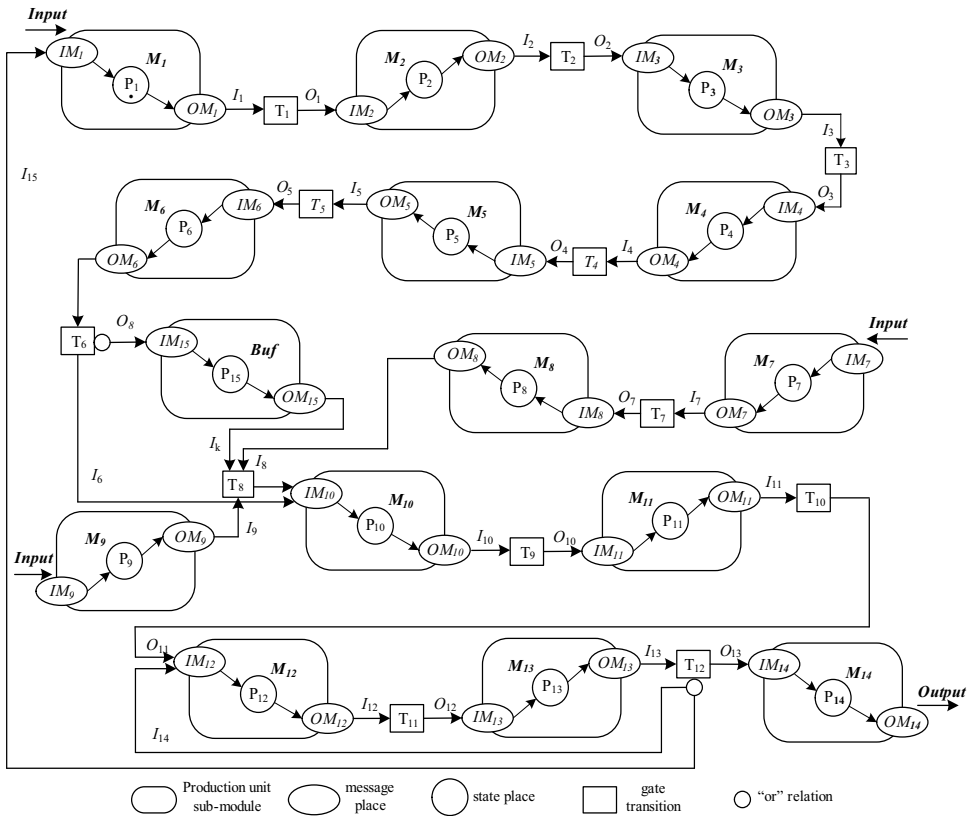 Input
IM1 M1 P1 OM1 I1 T1 O1 IM2 M2 P2 OM2 I2 T2 O2 IM3 M3 P3 OM3
I3
T3
O3
I15
M6 IM6 P6 OM6 O5 T5 I5 OM5 M5 P5 IM5 O4 T4 I4 OM4 M4 P4 IM4
T6 O8 IM15 Buf P15 OM15
OM8 M8 P8 IM8 O7 T7 I7 OM7 M7 P7 IM7 Input
Ik I8
I6 T8
I9
Input IM9 M9 P9 OM9
IM10 M10 P10 OM10 I10 T9 O10 IM11 M11 P11 OM11 I11 T10
O11 IM12 M12 P12 OM12 I12 T11 O12 IM13 M13 P13 OM13 I13 T12 O13 IM14 M14 P14 OM14 Output
I14
Production unit
sub-module
message
place
state place
gate
transition
“or” relation